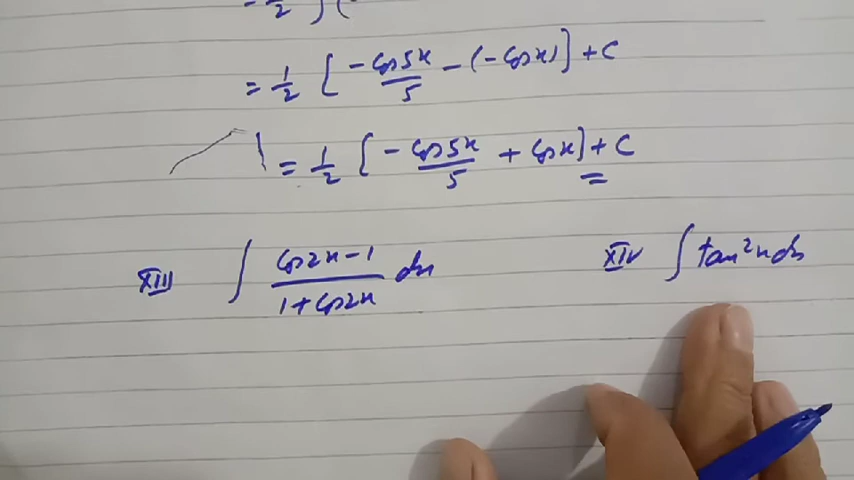 = 1/2 [ -cos5x/5 - (-cosx) ] + C
= 1/2 [ -cos5x/5 + cosx ] + C
XIII ∫ cos2x-1/1+cos2x dx XIV ∫ tan²x dx